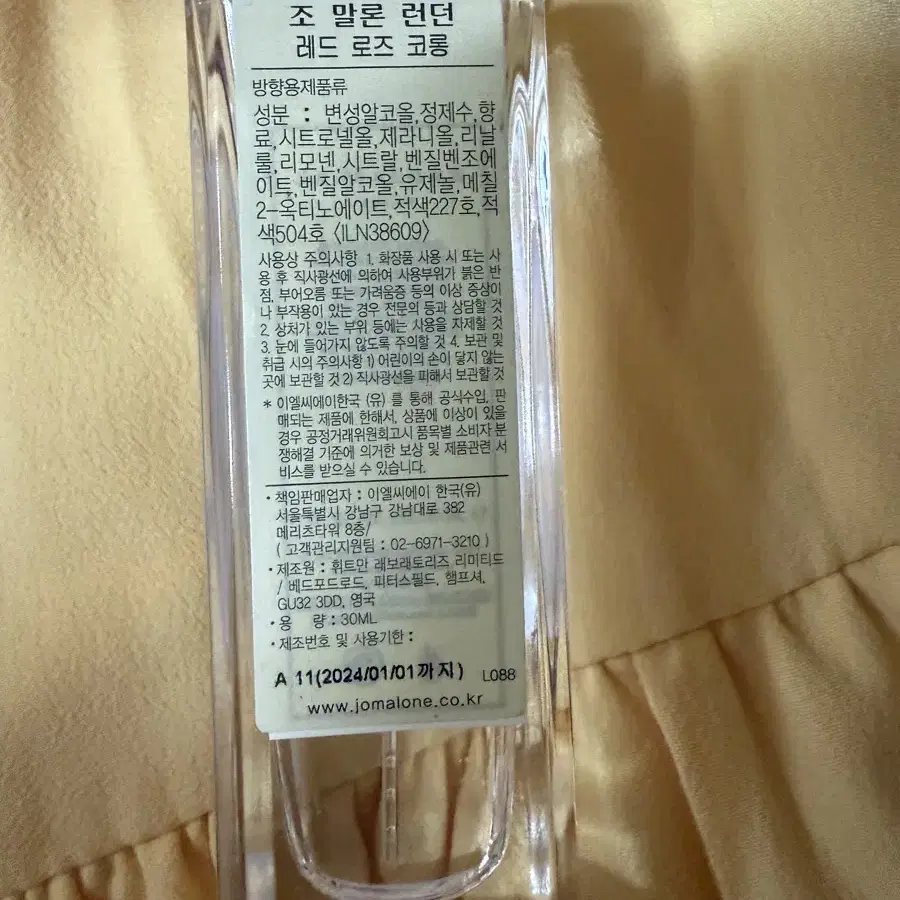 조 말론 런던
레드 로즈 코롱
방향용제품류
성분 : 변성알코올,정제수,향
료,시트로넬올,제라니올,리날
룰,리모넨,시트랄,벤질벤조에
이트,벤질알코올,유제놀,메칠
2-옥티노에이트,적색227호,적
색504호 〈ILN38609〉
사용상 주의사항 1. 화장품 사용 시 또는 사
용 후 직사광선에 의하여 사용부위가 붉은 반
점, 부어오름 또는 가려움증 등의 이상 증상이
나 부작용이 있는 경우 전문의 등과 상담할 것
2. 상처가 있는 부위 등에는 사용을 자제할 것
3. 눈에 들어가지 않도록 주의할 것 4. 보관 및
취급 시의 주의사항 1) 어린이의 손이 닿지 않는
곳에 보관할 것 2) 직사광선을 피해서 보관할 것
* 이엘씨에이한국 (유) 를 통해 공식수입, 판
매되는 제품에 한해서, 상품에 이상이 있을
경우 공정거래위원회고시 품목별 소비자 분
쟁해결 기준에 의거한 보상 및 제품관련 서
비스를 받으실 수 있습니다.
・책임판매업자 : 이엘씨에이 한국(유)
서울특별시 강남구 강남대로 382
메리츠타워 8층/
( 고객관리지원팀 : 02-6971-3210 )
・제조원 : 휘트만 래보래토리즈 리미티드
/ 베드포드로드, 피터스필드, 햄프셔,
GU32 3DD, 영국
・용 량 : 30ML
・제조번호 및 사용기한 :
A 11(2024/01/01까지) L088
www.jomalone.co.kr